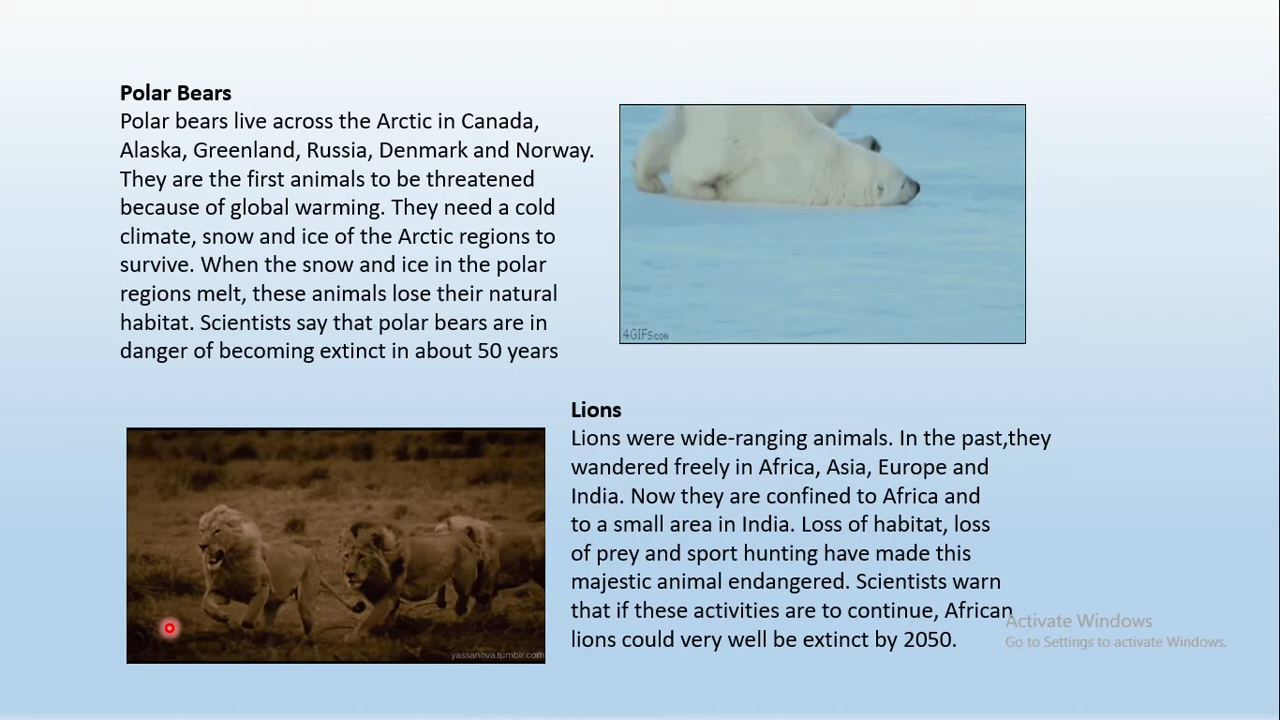 Polar Bears
Polar bears live across the Arctic in Canada,
Alaska, Greenland, Russia, Denmark and Norway.
They are the first animals to be threatened
because of global warming. They need a cold
climate, snow and ice of the Arctic regions to
survive. When the snow and ice in the polar
regions melt, these animals lose their natural
habitat. Scientists say that polar bears are in
danger of becoming extinct in about 50 years
4GIFs.com
Lions
Lions were wide-ranging animals. In the past,they
wandered freely in Africa, Asia, Europe and
India. Now they are confined to Africa and
to a small area in India. Loss of habitat, loss
of prey and sport hunting have made this
majestic animal endangered. Scientists warn
that if these activities are to continue, African
lions could very well be extinct by 2050.
yassanova.tumblr.com
Activate Windows
Go to Settings to activate Windows.